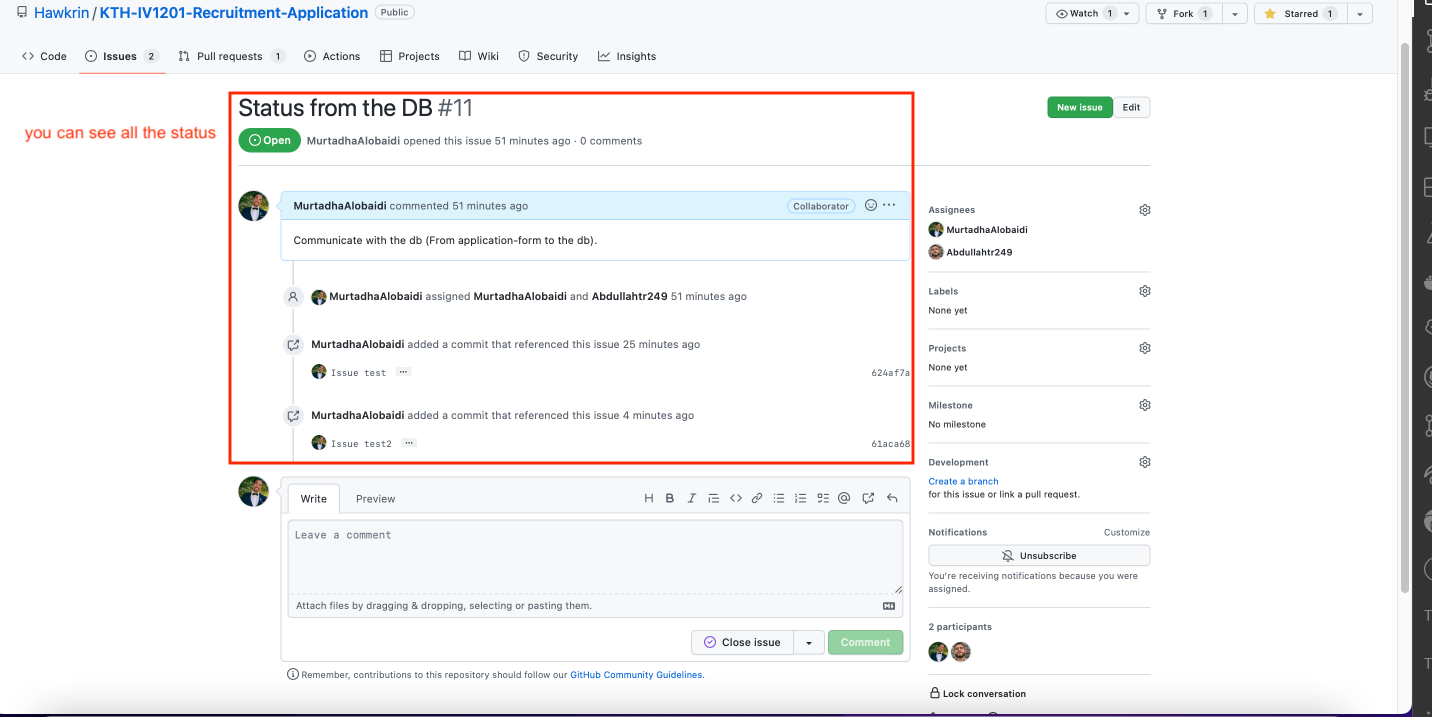 Hawkrin / KTH-IV1201-Recruitment-Application Public
Watch 1
Fork 1
Starred 1
Code
Issues 2
Pull requests 1
Actions
Projects
Wiki
Security
Insights
you can see all the status
Status from the DB #11
New issue
Edit
Open
MurtadhaAlobaidi opened this issue 51 minutes ago · 0 comments
MurtadhaAlobaidi commented 51 minutes ago
Collaborator
Communicate with the db (From application-form to the db).
MurtadhaAlobaidi assigned MurtadhaAlobaidi and Abdullahtr249 51 minutes ago
MurtadhaAlobaidi added a commit that referenced this issue 25 minutes ago
Issue test
624af7a
MurtadhaAlobaidi added a commit that referenced this issue 4 minutes ago
Issue test2
61aca68
Write
Preview
Leave a comment
Attach files by dragging & dropping, selecting or pasting them.
Close issue
Comment
Remember, contributions to this repository should follow our GitHub Community Guidelines.
Assignees
MurtadhaAlobaidi
Abdullahtr249
Labels
None yet
Projects
None yet
Milestone
No milestone
Development
Create a branch
for this issue or link a pull request.
Notifications
Customize
Unsubscribe
You're receiving notifications because you were
assigned.
2 participants
Lock conversation